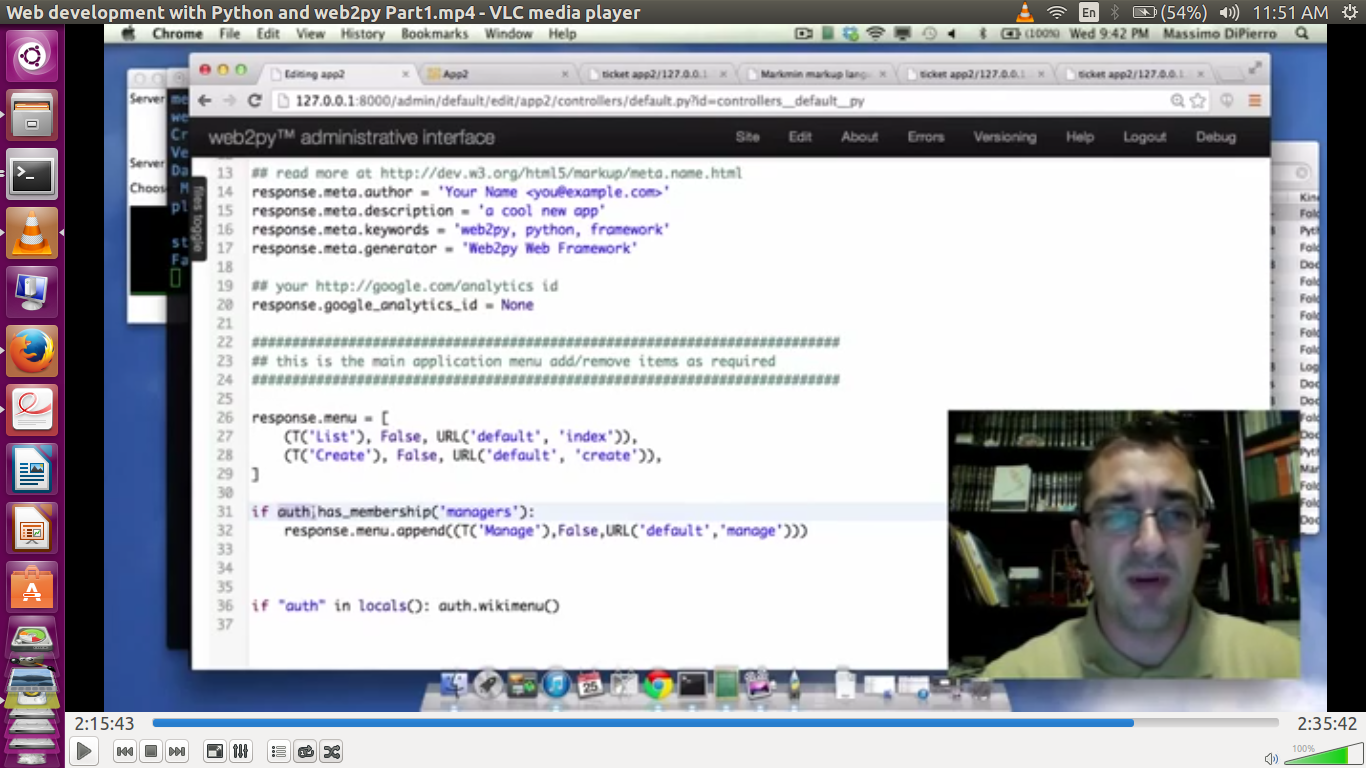 Web development with Python and web2py Part1.mp4 - VLC media player
En
(54%)
11:51 AM
Chrome File Edit View History Bookmarks Window Help
(100%) Wed 9:42 PM Massimo DiPierro
Editing app2
App2
ticket app2/127.0.0.1
Markmin markup lang
ticket app2/127.0.0.1
ticket app2/127.0.0.1
127.0.0.1:8000/admin/default/edit/app2/controllers/default.py?id=controllers__default__py
web2py™ administrative interface
Site Edit About Errors Versioning Help Logout Debug
Server
Server
Choos
files toggle
13 ## read more at http://dev.w3.org/html5/markup/meta.name.html
14 response.meta.author = 'Your Name <you@example.com>'
15 response.meta.description = 'a cool new app'
16 response.meta.keywords = 'web2py, python, framework'
17 response.meta.generator = 'Web2py Web Framework'
18
19 ## your http://google.com/analytics id
20 response.google_analytics_id = None
21
22 #########################################################################
23 ## this is the main application menu add/remove items as required
24 #########################################################################
25
26 response.menu = [
27 (T('List'), False, URL('default', 'index')),
28 (T('Create'), False, URL('default', 'create')),
29 ]
30
31 if auth.has_membership('managers'):
32 response.menu.append((T('Manage'),False,URL('default','manage')))
33
34
35
36 if "auth" in locals(): auth.wikimenu()
37
25
2:15:43
2:35:42
100%